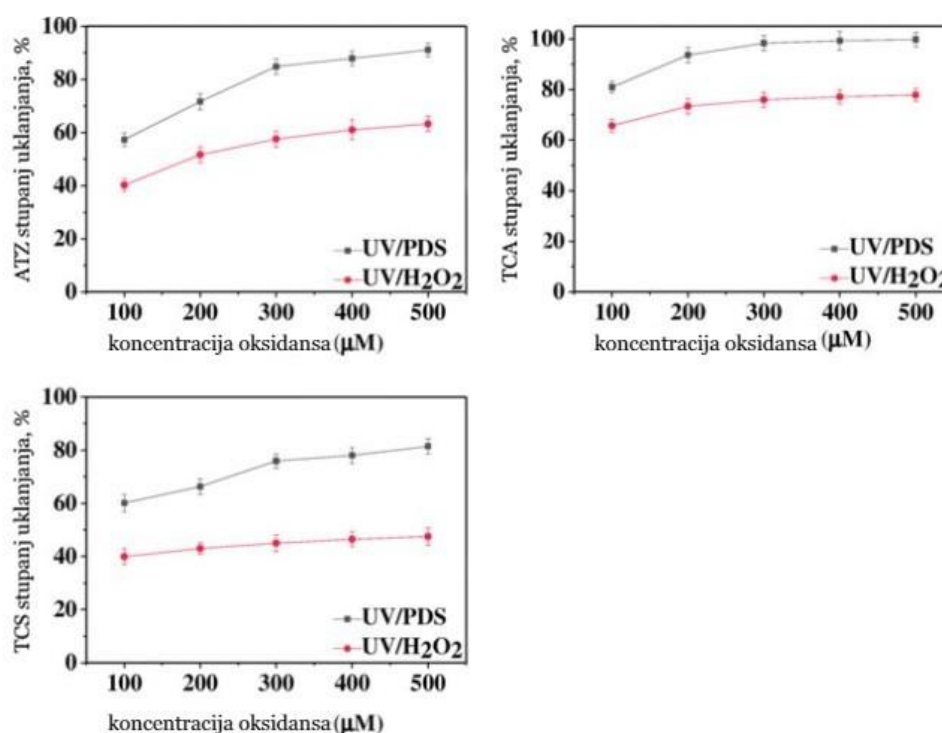 ATZ stupanj uklanjanja, %
100
80
60
40
20
0
UV/PDS
UV/H2O2
100 200 300 400 500
koncentracija oksidansa (µM)
TCA stupanj uklanjanja, %
100
80
60
40
20
0
UV/PDS
UV/H2O2
100 200 300 400 500
koncentracija oksidansa (µM)
TCS stupanj uklanjanja, %
100
80
60
40
20
0
UV/PDS
UV/H2O2
100 200 300 400 500
koncentracija oksidansa (µM)